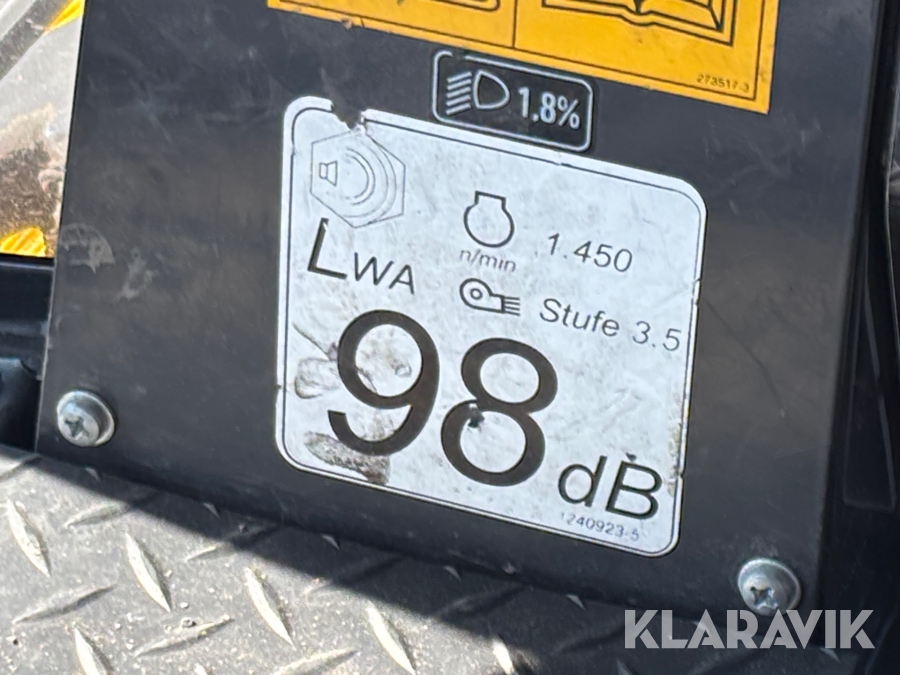 273517-3
1.8%
LWA
n/min
1.450
Stufe 3.5
98 dB
1240923-5
KLARAVIK